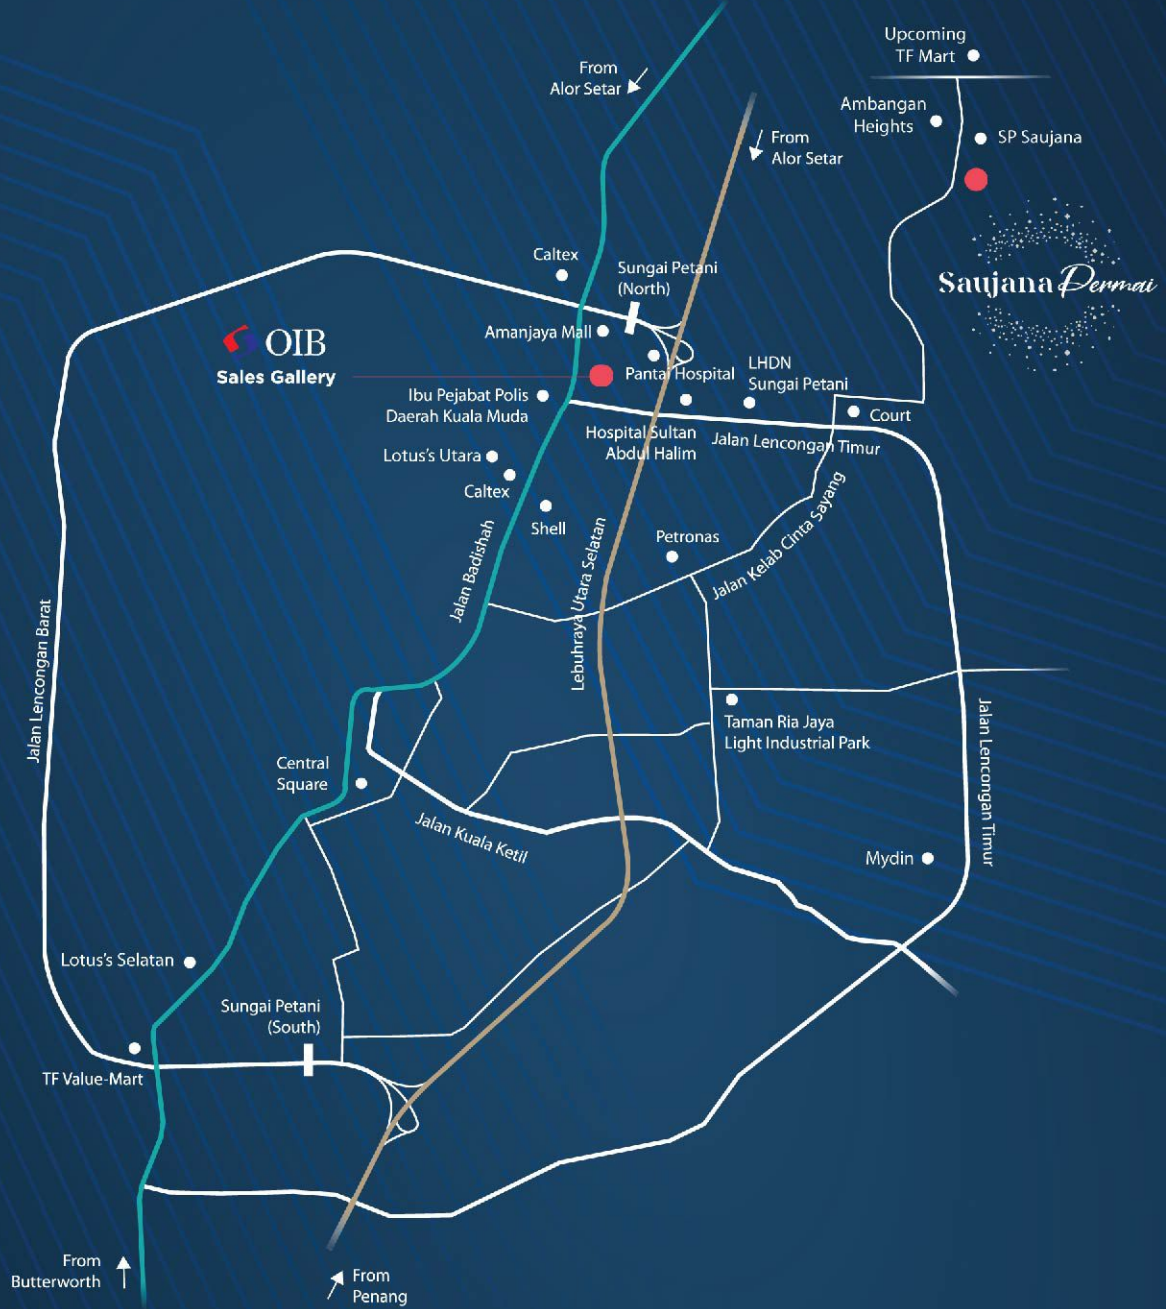 Upcoming
TF Mart
From
Alor Setar
Ambangan
Heights
SP Saujana
From
Alor Setar
Saujana Permai
Caltex
Sungai Petani
(North)
Amanjaya Mall
OIB
Sales Gallery
Pantai Hospital
LHDN
Sungai Petani
Ibu Pejabat Polis
Daerah Kuala Muda
Court
Hospital Sultan
Abdul Halim
Jalan Lencongan Timur
Lotus's Utara
Caltex
Shell
Jalan Kelab Cinta Sayang
Petronas
Jalan Badishah
Lebuhraya Utara Selatan
Jalan Lencongan Barat
Taman Ria Jaya
Light Industrial Park
Jalan Lencongan Timur
Central
Square
Jalan Kuala Ketil
Mydin
Lotus's Selatan
Sungai Petani
(South)
TF Value-Mart
From
Butterworth
From
Penang